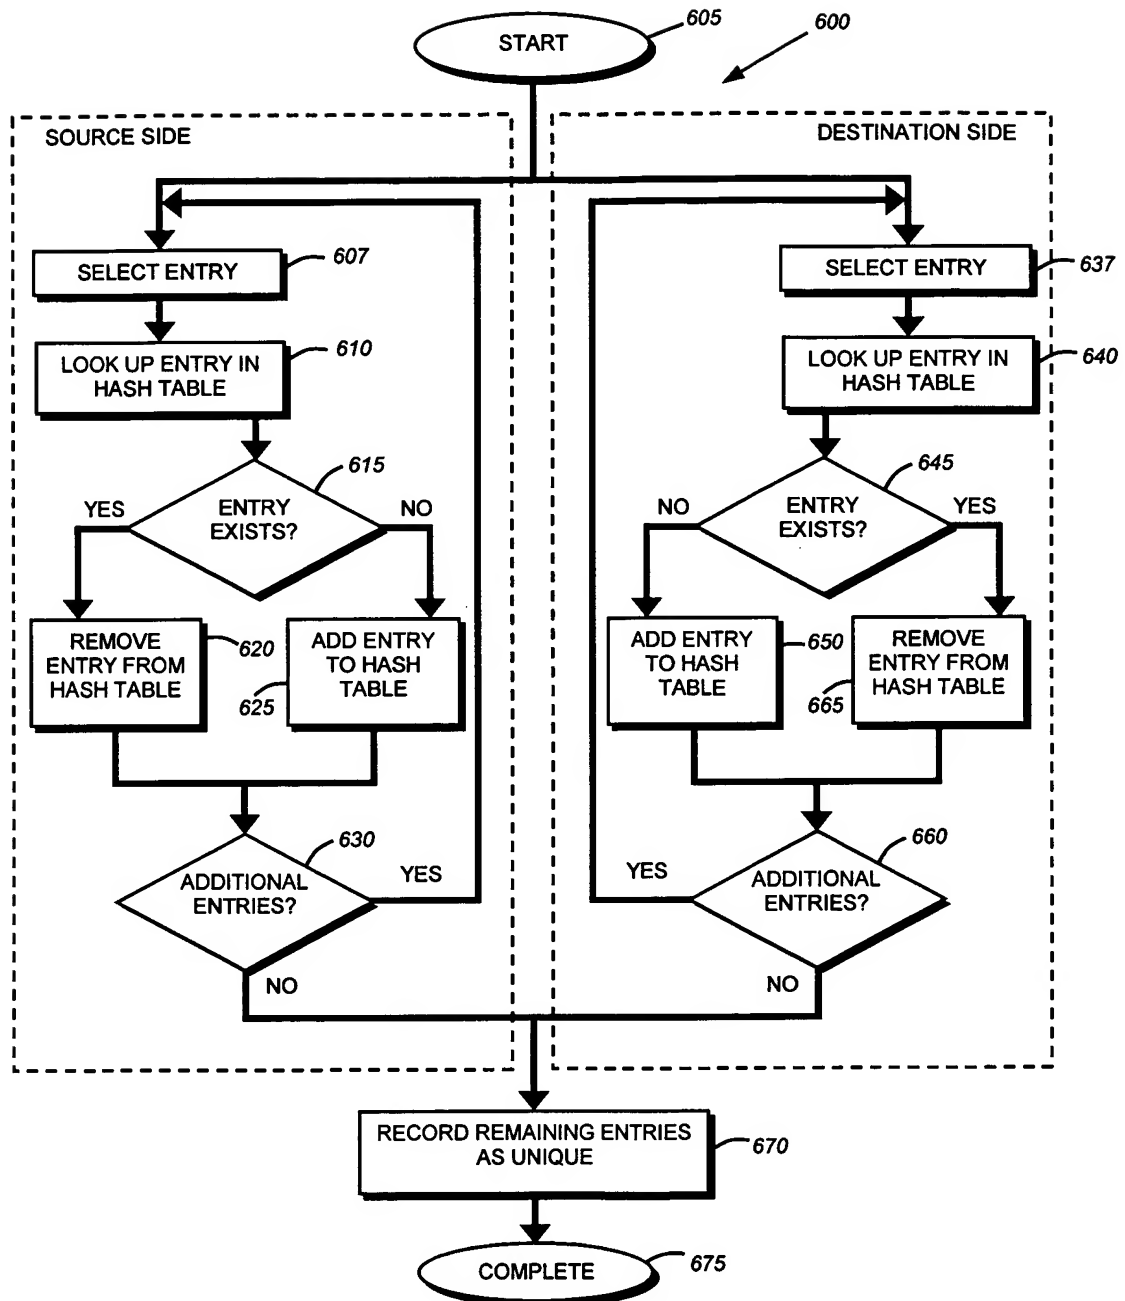 START
605
600
SOURCE SIDE
DESTINATION SIDE
SELECT ENTRY
607
SELECT ENTRY
637
LOOK UP ENTRY IN
HASH TABLE
610
LOOK UP ENTRY IN
HASH TABLE
640
615
YES
ENTRY
EXISTS?
NO
645
NO
ENTRY
EXISTS?
YES
REMOVE
ENTRY FROM
HASH TABLE
620
ADD ENTRY
TO HASH
TABLE
625
ADD ENTRY
TO HASH
TABLE
650
REMOVE
ENTRY FROM
HASH TABLE
665
630
ADDITIONAL
ENTRIES?
YES
NO
660
YES
ADDITIONAL
ENTRIES?
NO
RECORD REMAINING ENTRIES
AS UNIQUE
670
COMPLETE
675